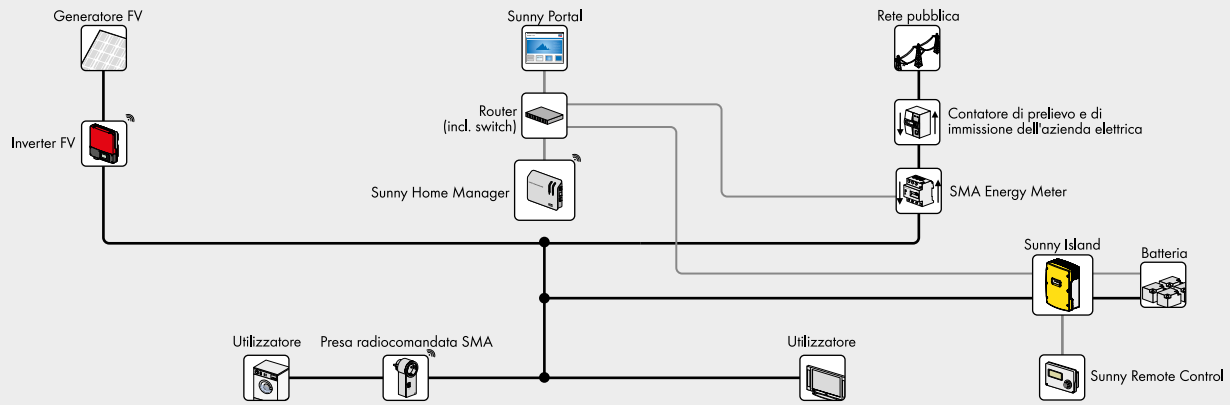 Generatore FV
Sunny Portal
Rete pubblica
Router
(incl. switch)
Contatore di prelievo e di
immissione dell'azienda elettrica
Inverter FV
Sunny Home Manager
SMA Energy Meter
Sunny Island
Batteria
Utilizzatore
Presa radiocomandata SMA
Utilizzatore
Sunny Remote Control